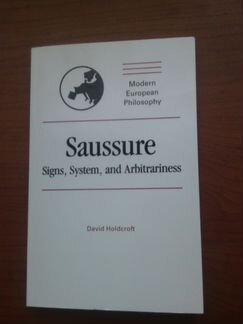 Modern
European
Philosophy
Saussure
Signs, System, and Arbitrariness
David Holdcroft